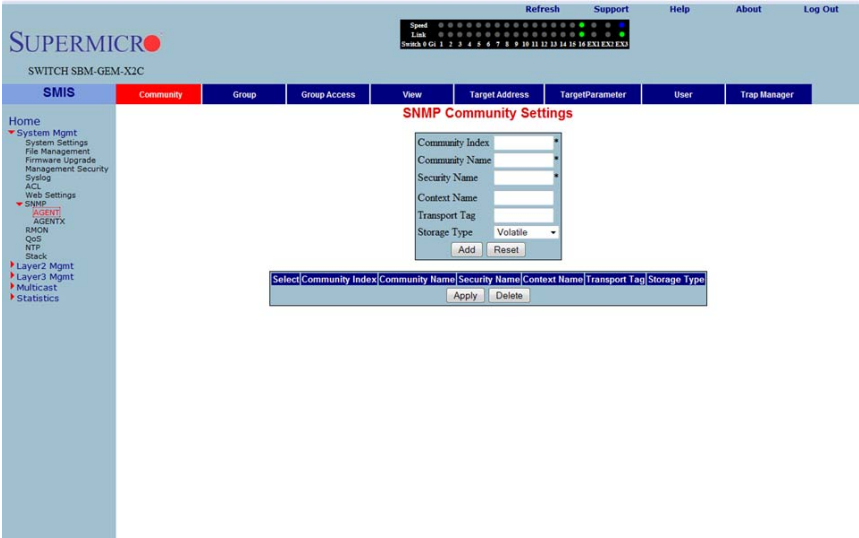 Refresh Support Help About Log Out
SUPERMICRO
SWITCH SBM-GEM-X2C
Speed
Link
Switch 0 Gi 1 2 3 4 5 6 7 8 9 10 11 12 13 14 15 16 EX1 EX2 EX3
SMIS Community Group Group Access View Target Address TargetParameter User Trap Manager
Home
System Mgmt
System Settings
File Management
Firmware Upgrade
Management Security
Syslog
ACL
Web Settings
SNMP
AGENT
AGENTX
RMON
QoS
NTP
Stack
Layer2 Mgmt
Layer3 Mgmt
Multicast
Statistics
SNMP Community Settings
Community Index *
Community Name *
Security Name *
Context Name
Transport Tag
Storage Type Volatile
Add Reset
Select Community Index Community Name Security Name Context Name Transport Tag Storage Type
Apply Delete